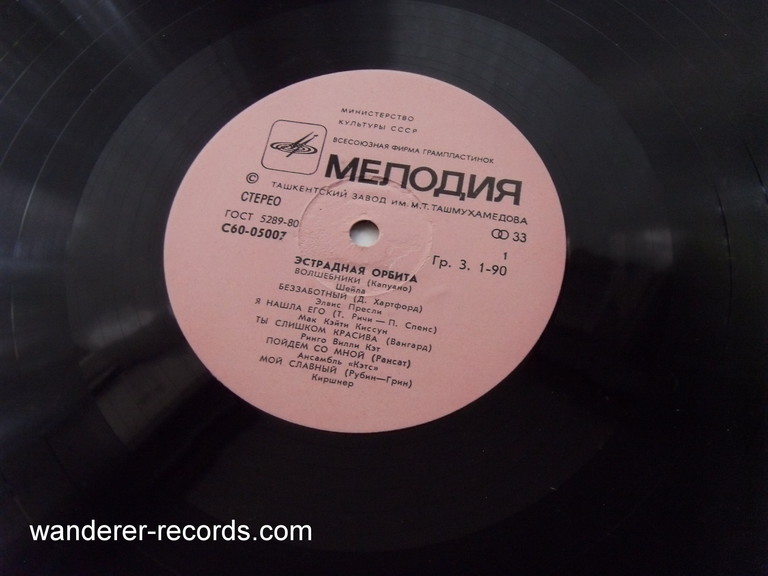 МИНИСТЕРСТВО
КУЛЬТУРЫ СССР
ВСЕСОЮЗНАЯ ФИРМА ГРАМПЛАСТИНОК
МЕЛОДИЯ
ТАШКЕНТСКИЙ ЗАВОД ИМ. М.Т. ТАШМУХАМЕДОВА
©
СТЕРЕО
33
ГОСТ 5289-80
1
С60-05007
Гр. 3. 1-90
ЭСТРАДНАЯ ОРБИТА
ВОЛШЕБНИКИ (Капуано)
Шейла
БЕЗЗАБОТНЫЙ (Д. Хартфорд)
Элвис Пресли
Я НАШЛА ЕГО (Т. Ричи — П. Спенс)
Мак Кэйти Киссун
ТЫ СЛИШКОМ КРАСИВА (Вангард)
Ринго Вилли Кэт
ПОЙДЕМ СО МНОЙ (Рансат)
Ансамбль «Кэтс»
МОЙ СЛАВНЫЙ (Рубин—Грин)
Киршнер
wanderer-records.com